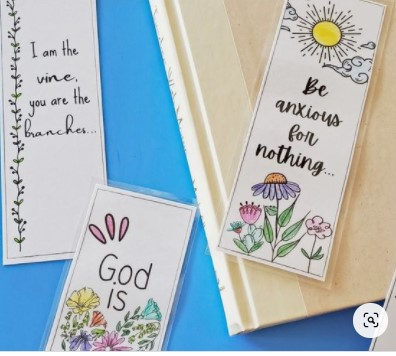 I am the
vine,
you are the
branches...
Be
anxious
for
nothing...
God
is